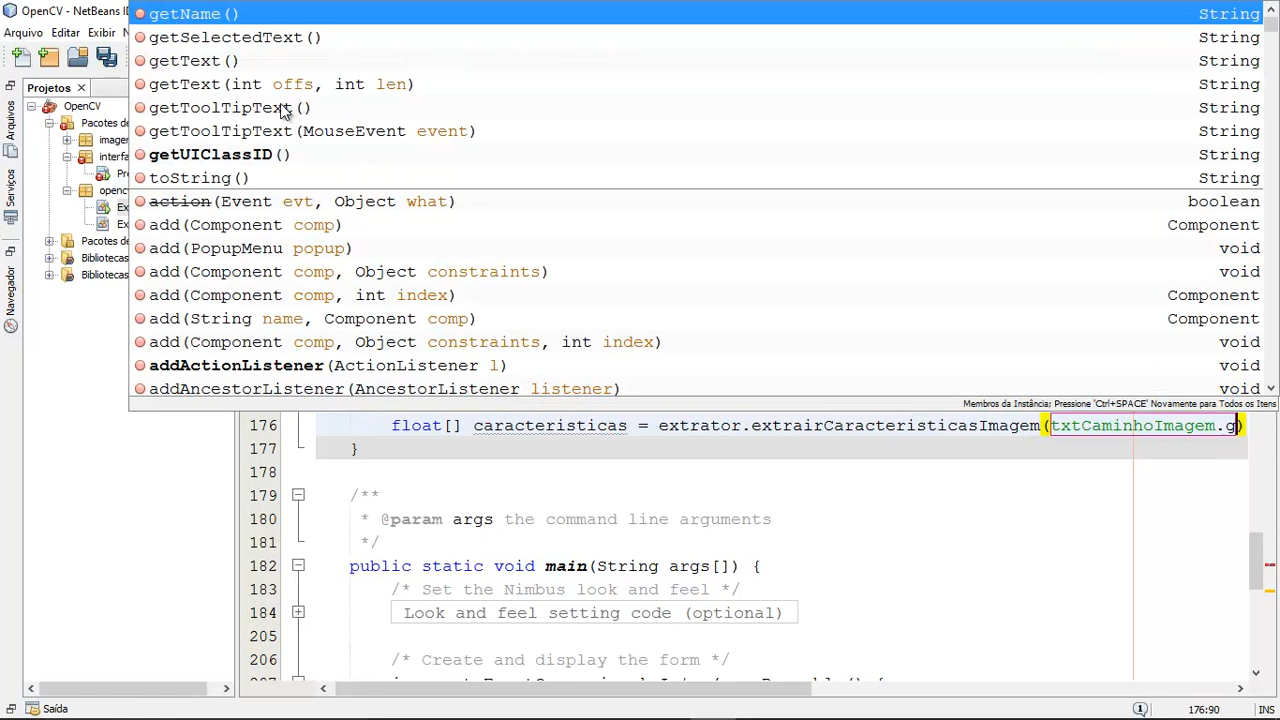 OpenCV - NetBeans ID
Arquivo Editar Exibir
Projetos
OpenCV
Pacotes de
imagen
interfa
Pr
openc
Ex
Ex
Pacotes de
Bibliotecas
Bibliotecas
Arquivos
Serviços
Navegador
getName() String
getSelectedText() String
getText() String
getText(int offs, int len) String
getToolTipText() String
getToolTipText(MouseEvent event) String
getUIClassID() String
toString() String
action(Event evt, Object what) boolean
add(Component comp) Component
add(PopupMenu popup) void
add(Component comp, Object constraints) void
add(Component comp, int index) Component
add(String name, Component comp) Component
add(Component comp, Object constraints, int index) void
addActionListener(ActionListener l) void
addAncestorListener(AncestorListener listener) void
Membros da Instância; Pressione 'Ctrl+SPACE' Novamente para Todos os Itens
176 float[] caracteristicas = extrator.extrairCaracteristicasImagem(txtCaminhoImagem.g)
177 }
178
179 /**
180 * @param args the command line arguments
181 */
182 public static void main(String args[]) {
183 /* Set the Nimbus look and feel */
184 Look and feel setting code (optional)
205
206 /* Create and display the form */
Saída
176:90
INS